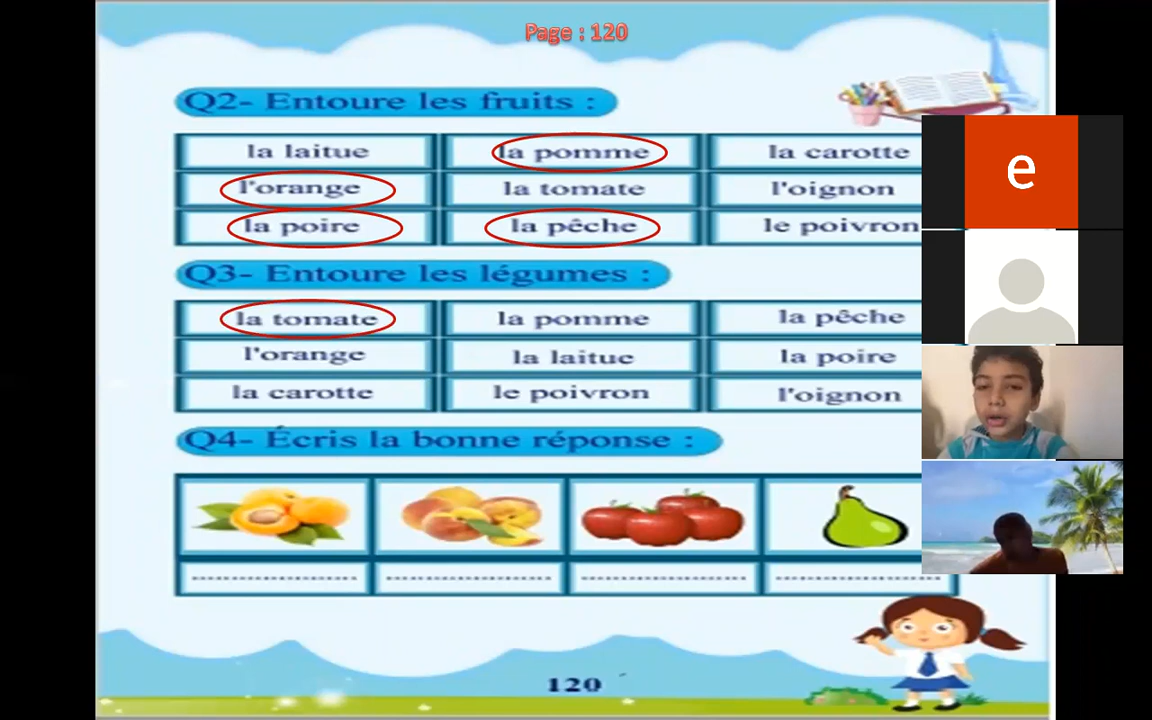 Page : 120
Q2- Entoure les fruits :
la laitue la pomme la carotte
l'orange la tomate l'oignon
la poire la pêche le poivron
Q3- Entoure les légumes :
la tomate la pomme la pêche
l'orange la laitue la poire
la carotte le poivron l'oignon
Q4- Écris la bonne réponse :
e
120